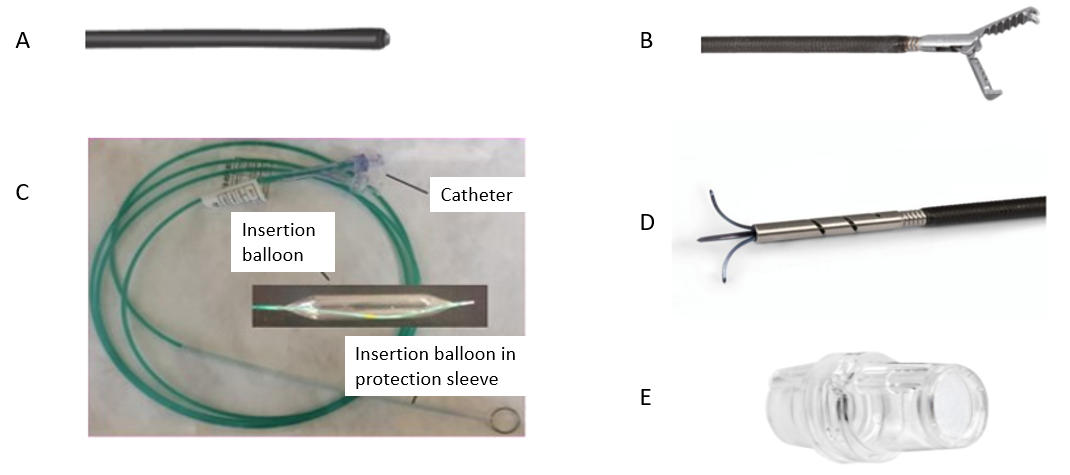 A
B
C
Catheter
Insertion
balloon
D
Insertion balloon in
protection sleeve
E